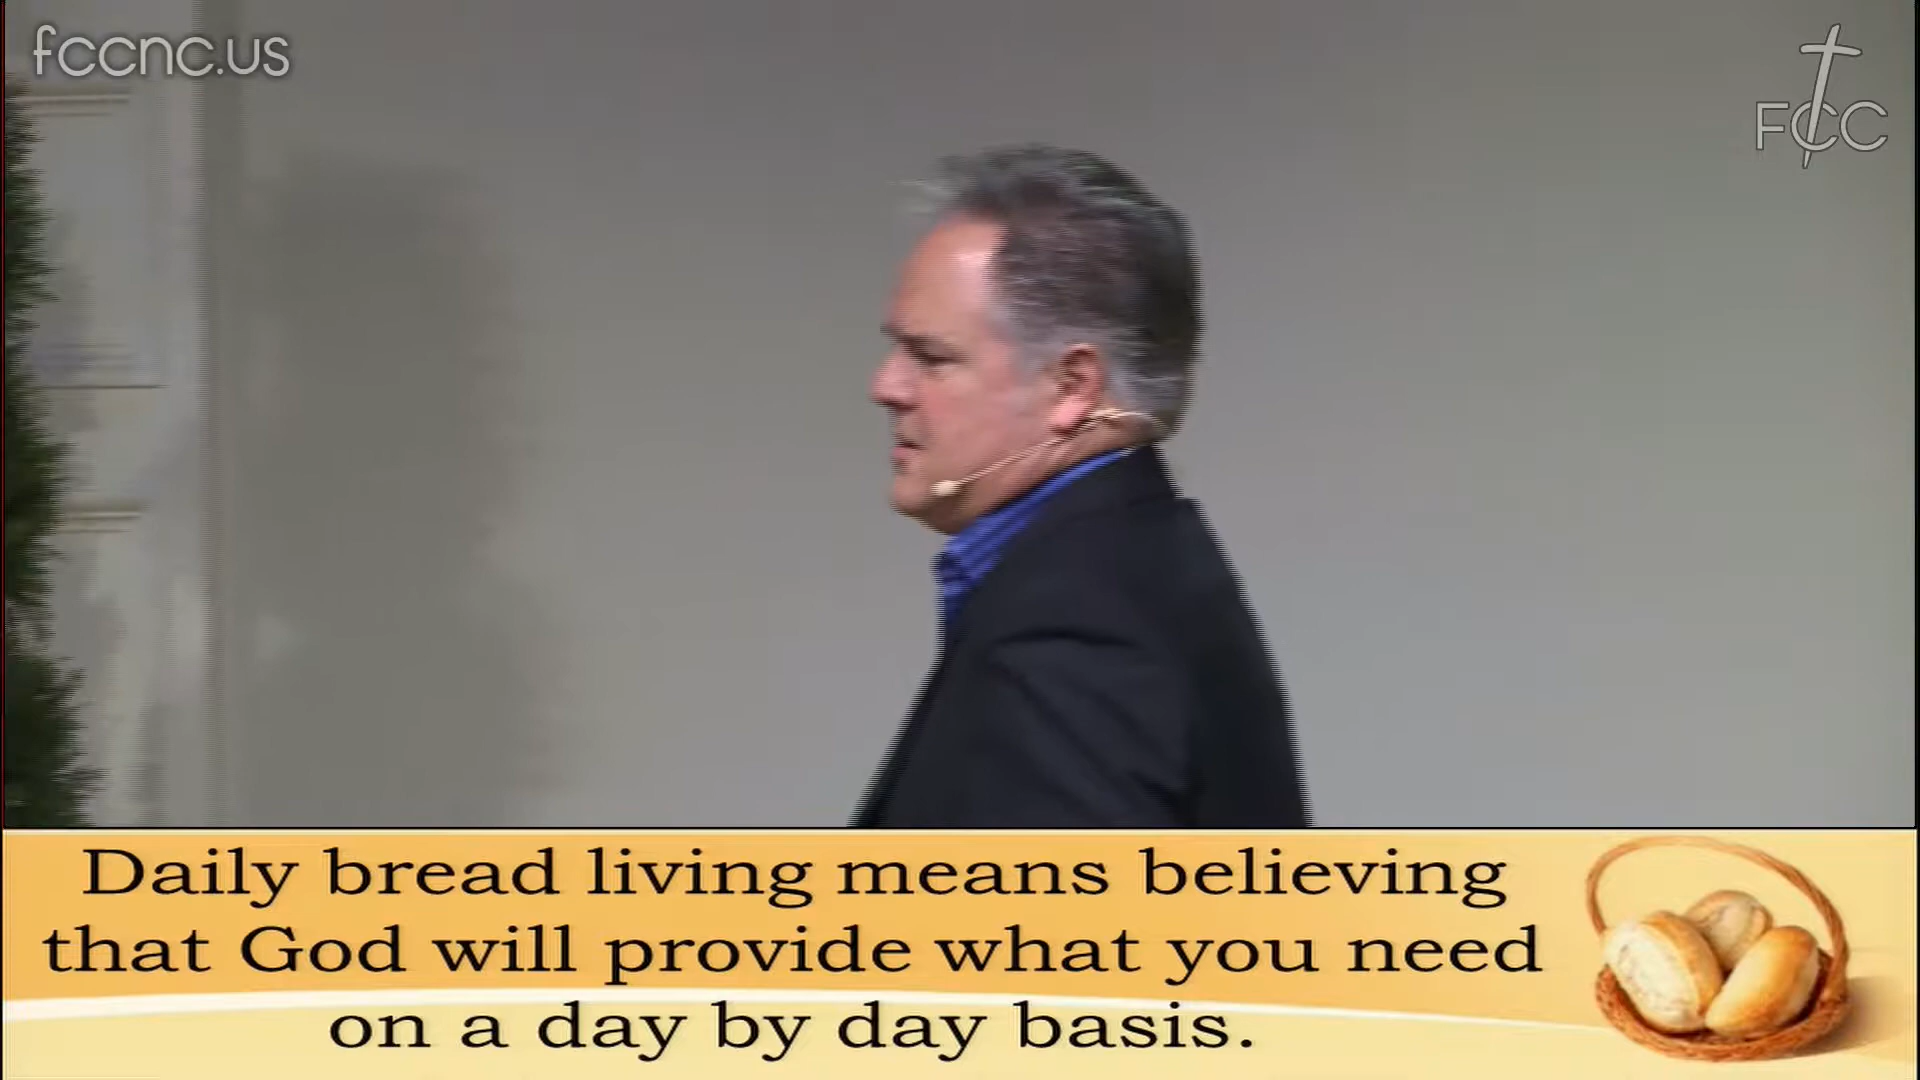 fccnc.us
FCC
Daily bread living means believing
that God will provide what you need
on a day by day basis.